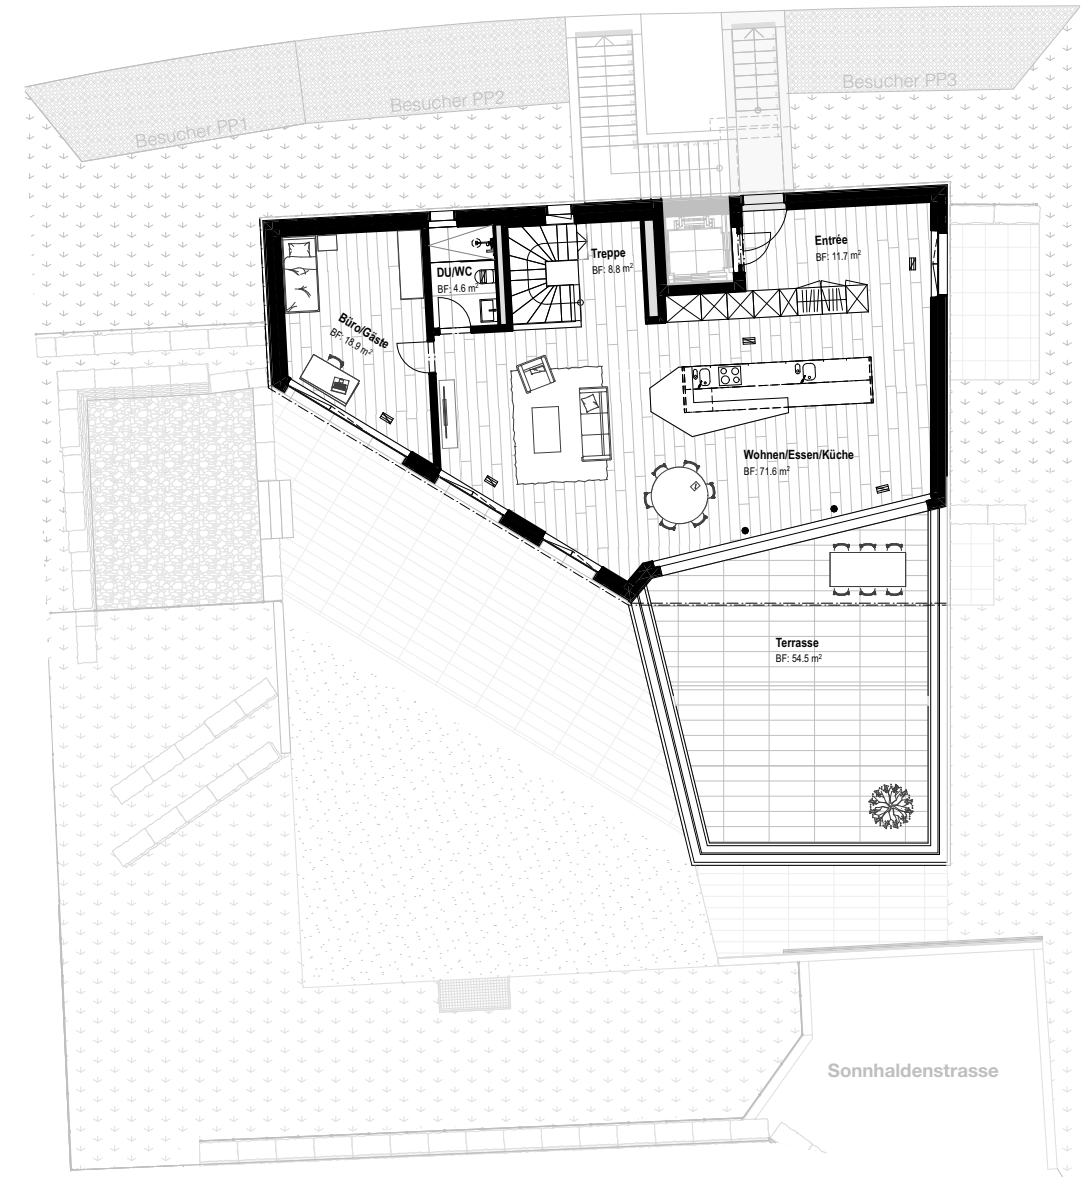 Besucher PP1
Besucher PP2
Besucher PP3
Entrée
BF: 11.7 m²
Treppe
BF: 8.8 m²
DU/WC
BF: 4.6 m²
Büro/Gäste
BF: 18.9 m²
Wohnen/Essen/Küche
BF: 71.6 m²
Terrasse
BF: 54.5 m²
Sonnhaldenstrasse